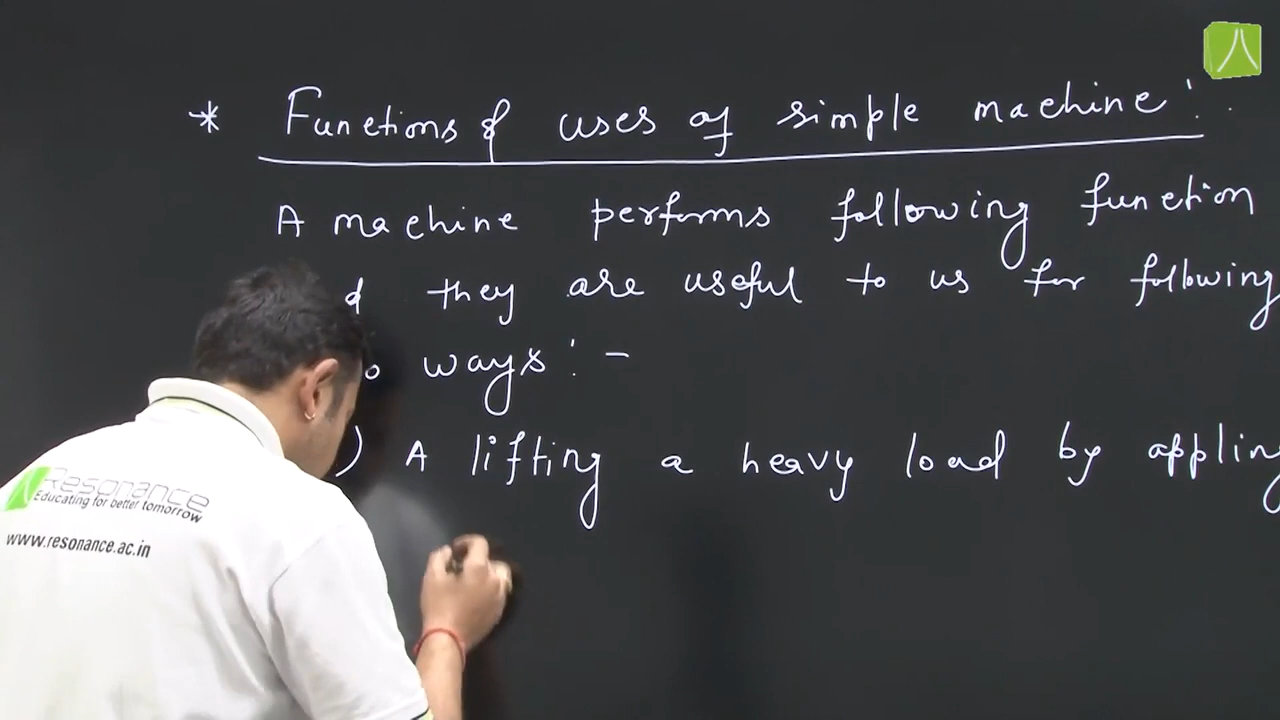 * Functions & uses of simple machine :
A machine performs following function
& they are useful to us for following
ways : -
) A lifting a heavy load by appling
Resonance
Educating for better tomorrow
www.resonance.ac.in